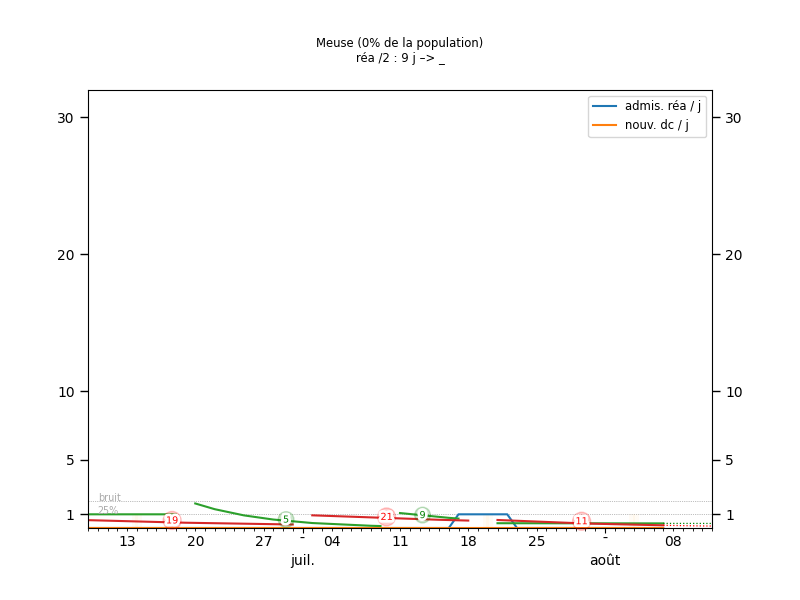 Meuse (0% de la population)
réa /2 : 9 j –> _
admis. réa / j
nouv. dc / j
30 30
20 20
10 10
5 5
1 1
bruit
25%
19 5 21 9 11
13 20 27 - 04 11 18 25 - 08
juil. août